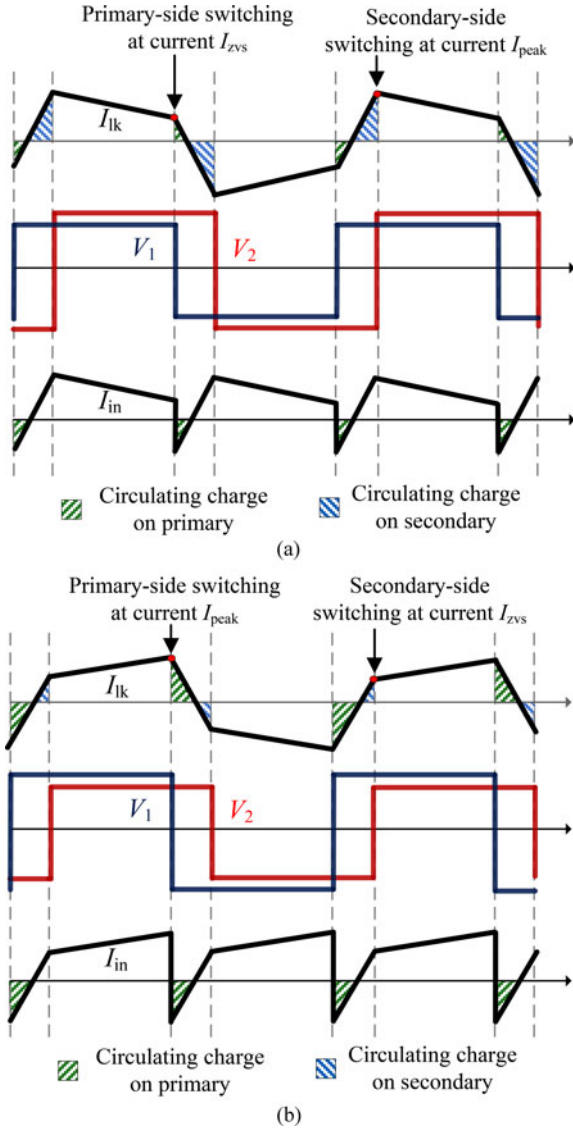 Primary-side switching
at current Izvs
Secondary-side
switching at current Ipeak
Ilk
V1
V2
Iin
Circulating charge
on primary
Circulating charge
on secondary
(a)
Primary-side switching
at current Ipeak
Secondary-side
switching at current Izvs
Ilk
V1
V2
Iin
Circulating charge
on primary
Circulating charge
on secondary
(b)